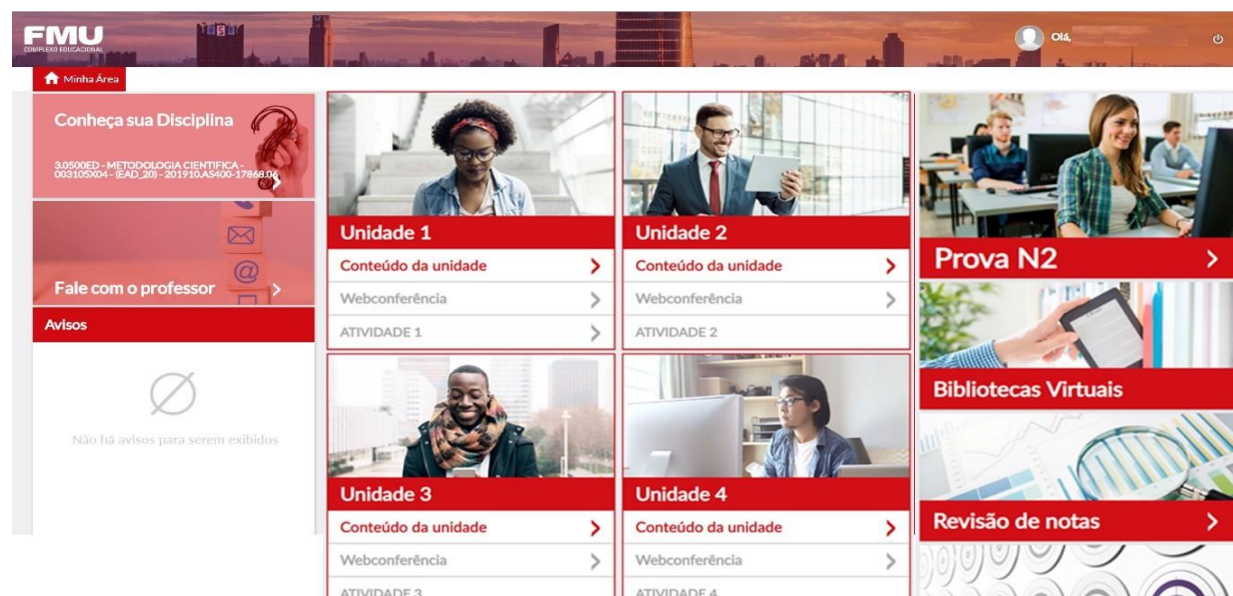 FMU
COMPLEXO EDUCACIONAL
Olá,
Minha Área
Conheça sua Disciplina
3.0500ED - METODOLOGIA CIENTIFICA -
003105X04 - (EAD_20) - 201910.AS400-17868.06
Fale com o professor
Avisos
Não há avisos para serem exibidos
Unidade 1
Conteúdo da unidade
Webconferência
ATIVIDADE 1
Unidade 2
Conteúdo da unidade
Webconferência
ATIVIDADE 2
Unidade 3
Conteúdo da unidade
Webconferência
ATIVIDADE 3
Unidade 4
Conteúdo da unidade
Webconferência
ATIVIDADE 4
Prova N2
Bibliotecas Virtuais
Revisão de notas